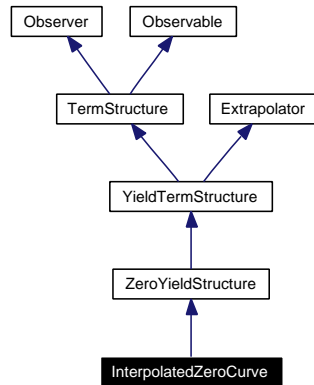 Observer
Observable
TermStructure
Extrapolator
YieldTermStructure
ZeroYieldStructure
InterpolatedZeroCurve